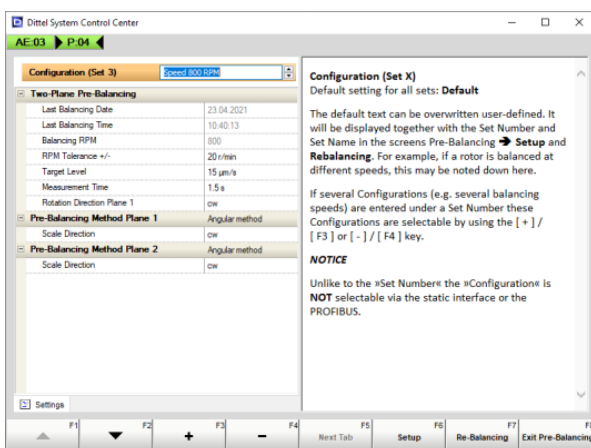 Dittel System Control Center
AE:03 P:04
Configuration (Set 3) Speed 800 RPM
Two-Plane Pre-Balancing
Last Balancing Date 23.04.2021
Last Balancing Time 10:40:13
Balancing RPM 800
RPM Tolerance +/- 20 r/min
Target Level 15 µm/s
Measurement Time 1.5 s
Rotation Direction Plane 1 cw
Pre-Balancing Method Plane 1 Angular method
Scale Direction cw
Pre-Balancing Method Plane 2 Angular method
Scale Direction cw
Settings
Configuration (Set X)
Default setting for all sets: Default
The default text can be overwritten user-defined. It
will be displayed together with the Set Number and
Set Name in the screens Pre-Balancing ➔ Setup and
Rebalancing. For example, if a rotor is balanced at
different speeds, this may be noted down here.
If several Configurations (e.g. several balancing
speeds) are entered under a Set Number these
Configurations are selectable by using the [ + ] /
[ F3 ] or [ - ] / [ F4 ] key.
NOTICE
Unlike to the »Set Number« the »Configuration« is
NOT selectable via the static interface or the
PROFIBUS.
F1 F2 F3 F4 F5 F6 F7
+ - Next Tab Setup Re-Balancing Exit Pre-Balancing